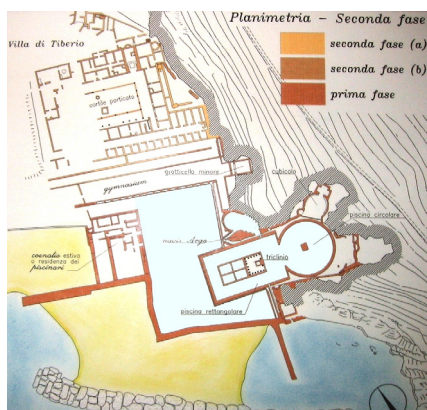 Planimetria - Seconda fase
Villa di Tiberio
seconda fase (a)
seconda fase (b)
prima fase
cortile porticato
grotticella minore
gymnasium
cubicolo
piscina circolare
triclinio
coenatio estiva
o residenza dei
piscinari
piscina rettangolare